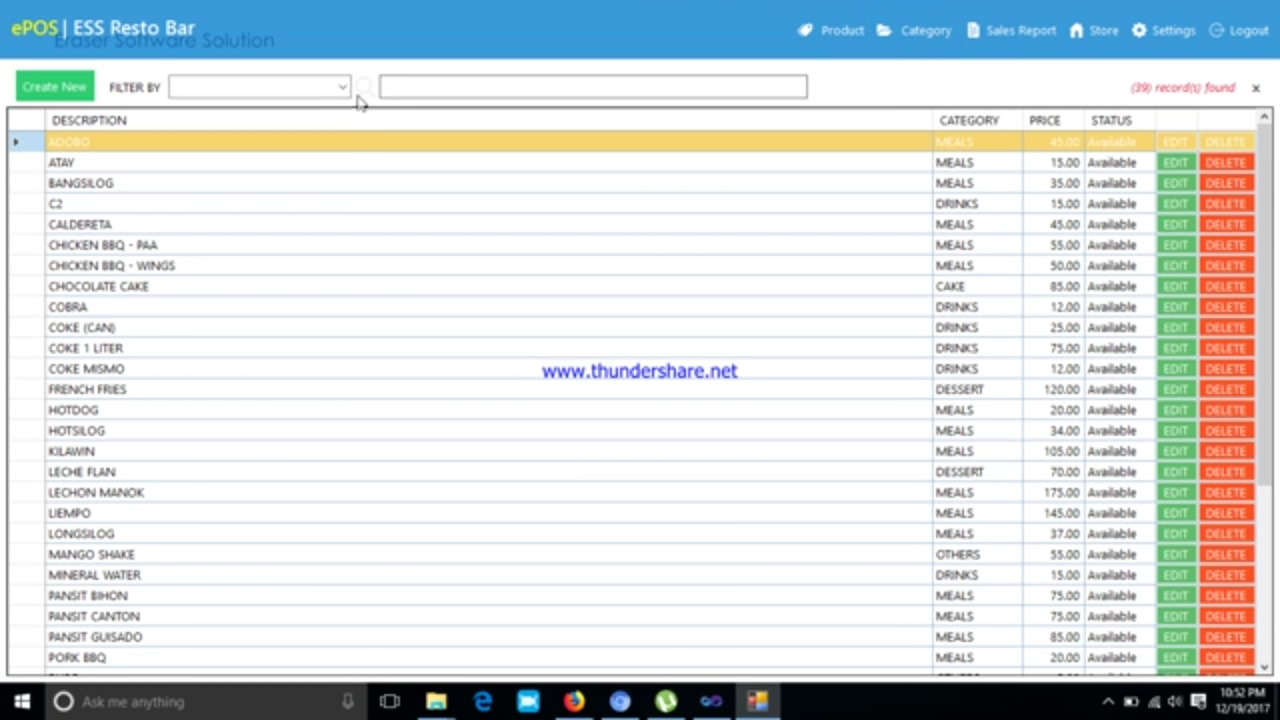 ePOS | ESS Resto Bar
Eraser Software Solution
Product Category Sales Report Store Settings Logout
Create New FILTER BY (39) record(s) found ×
DESCRIPTION CATEGORY PRICE STATUS
ADOBO MEALS 45.00 Available EDIT DELETE
ATAY MEALS 15.00 Available EDIT DELETE
BANGSILOG MEALS 35.00 Available EDIT DELETE
C2 DRINKS 15.00 Available EDIT DELETE
CALDERETA MEALS 45.00 Available EDIT DELETE
CHICKEN BBQ - PAA MEALS 55.00 Available EDIT DELETE
CHICKEN BBQ - WINGS MEALS 50.00 Available EDIT DELETE
CHOCOLATE CAKE CAKE 85.00 Available EDIT DELETE
COBRA DRINKS 12.00 Available EDIT DELETE
COKE (CAN) DRINKS 25.00 Available EDIT DELETE
COKE 1 LITER DRINKS 75.00 Available EDIT DELETE
COKE MISMO DRINKS 12.00 Available EDIT DELETE
www.thundershare.net
FRENCH FRIES DESSERT 120.00 Available EDIT DELETE
HOTDOG MEALS 20.00 Available EDIT DELETE
HOTSILOG MEALS 34.00 Available EDIT DELETE
KILAWIN MEALS 105.00 Available EDIT DELETE
LECHE FLAN DESSERT 70.00 Available EDIT DELETE
LECHON MANOK MEALS 175.00 Available EDIT DELETE
LIEMPO MEALS 145.00 Available EDIT DELETE
LONGSILOG MEALS 37.00 Available EDIT DELETE
MANGO SHAKE OTHERS 55.00 Available EDIT DELETE
MINERAL WATER DRINKS 15.00 Available EDIT DELETE
PANSIT BIHON MEALS 75.00 Available EDIT DELETE
PANSIT CANTON MEALS 75.00 Available EDIT DELETE
PANSIT GUISADO MEALS 85.00 Available EDIT DELETE
PORK BBQ MEALS 20.00 Available EDIT DELETE
Ask me anything
10:52 PM
12/19/2017